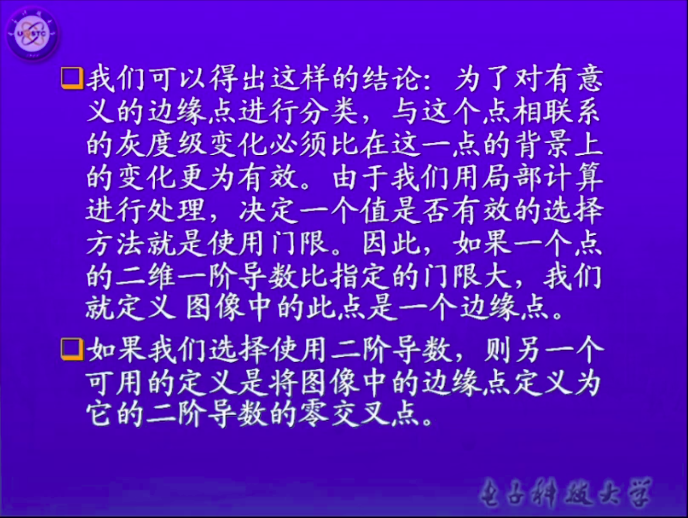 我们可以得出这样的结论：为了对有意
义的边缘点进行分类，与这个点相联系
的灰度级变化必须比在这一点的背景上
的变化更为有效。由于我们用局部计算
进行处理，决定一个值是否有效的选择
方法就是使用门限。因此，如果一个点
的二维一阶导数比指定的门限大，我们
就定义 图像中的此点是一个边缘点。
如果我们选择使用二阶导数，则另一个
可用的定义是将图像中的边缘点定义为
它的二阶导数的零交叉点。
电子科技大学